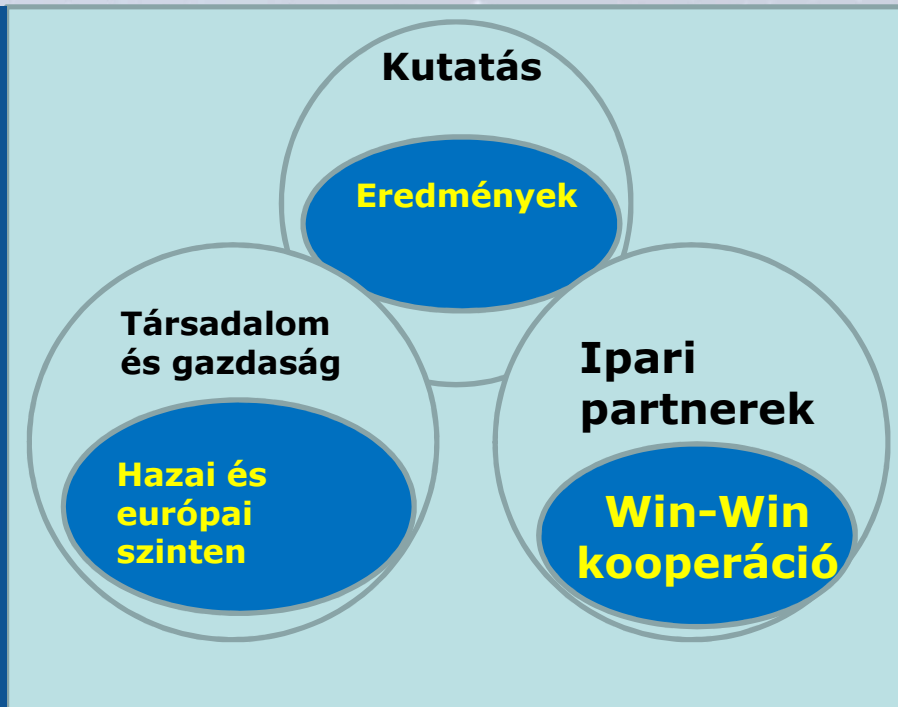 Kutatás
Eredmények
Társadalom
és gazdaság
Hazai és
európai
szinten
Ipari
partnerek
Win-Win
kooperáció